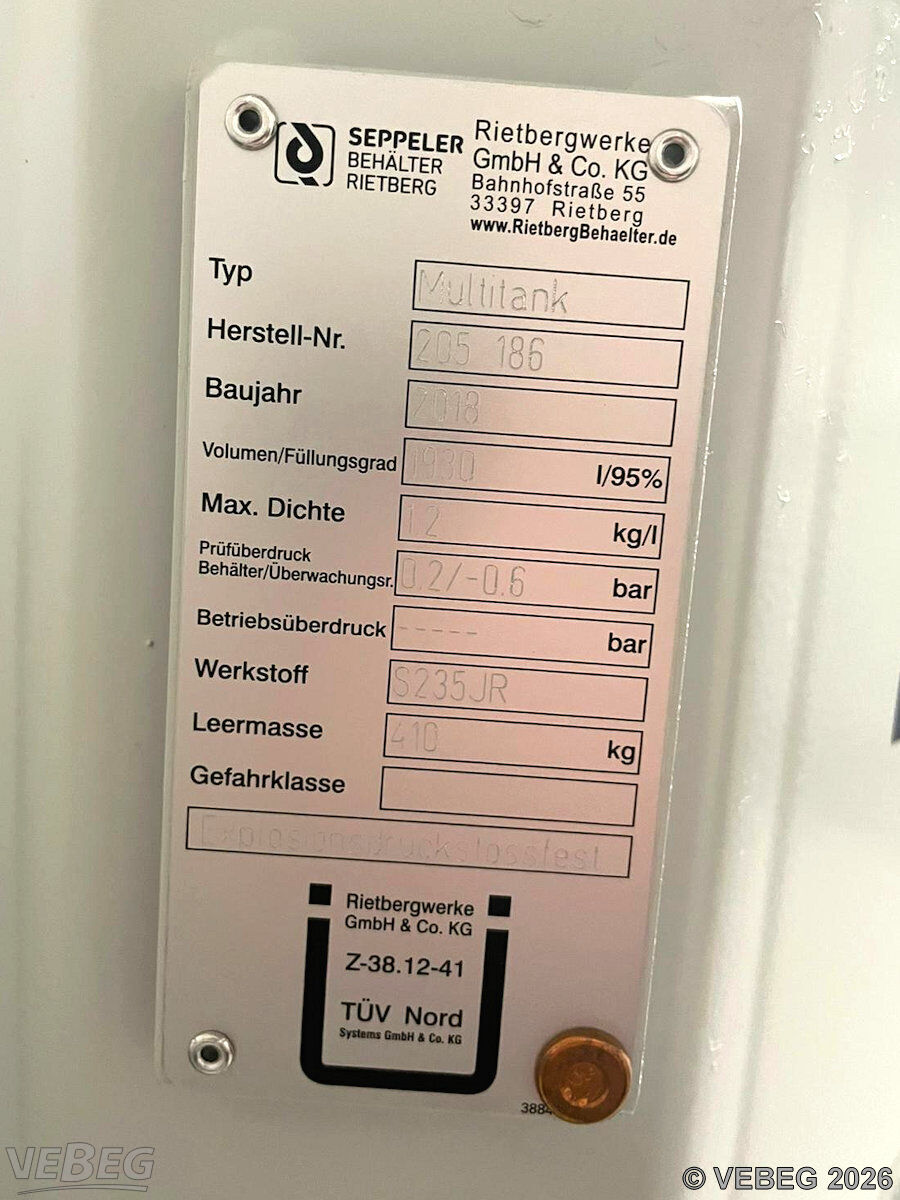 SEPPELER
BEHÄLTER
RIETBERG
Rietbergwerke
GmbH & Co. KG
Bahnhofstraße 55
33397 Rietberg
www.RietbergBehaelter.de
Typ Multitank
Herstell-Nr. 205 186
Baujahr 2018
Volumen/Füllungsgrad 1930 l/95%
Max. Dichte 1.2 kg/l
Prüfüberdruck
Behälter/Überwachungsr. 0.2/-0.6 bar
Betriebsüberdruck ----- bar
Werkstoff S235JR
Leermasse 410 kg
Gefahrklasse
Explosionsdruckstossfest
Rietbergwerke
GmbH & Co. KG
Z-38.12-41
TÜV Nord
Systems GmbH & Co. KG
VEBEG
© VEBEG 2026